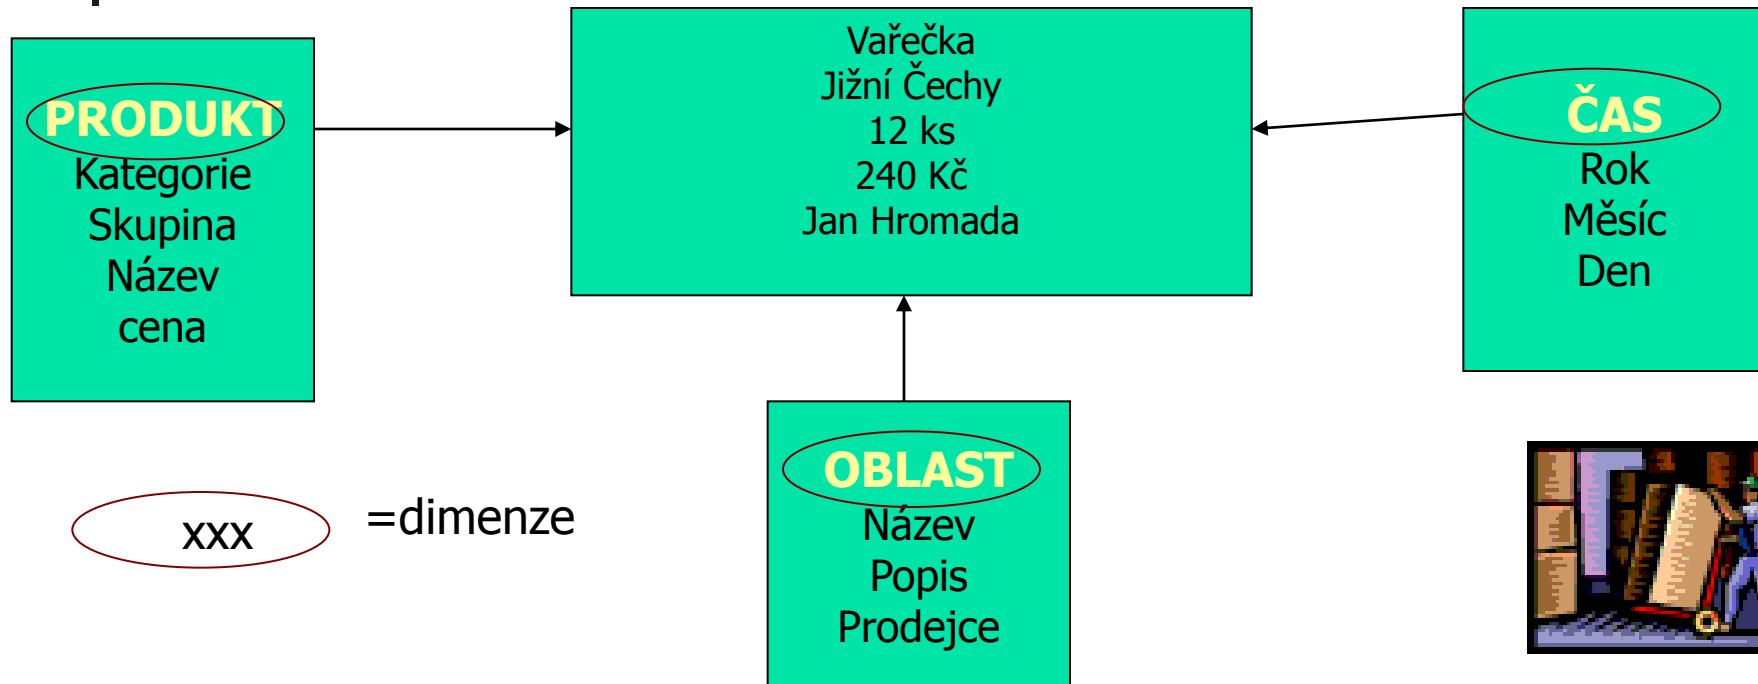 PRODUKT
Kategorie
Skupina
Název
cena
Vařečka
Jižní Čechy
12 ks
240 Kč
Jan Hromada
ČAS
Rok
Měsíc
Den
OBLAST
Název
Popis
Prodejce
xxx
=dimenze